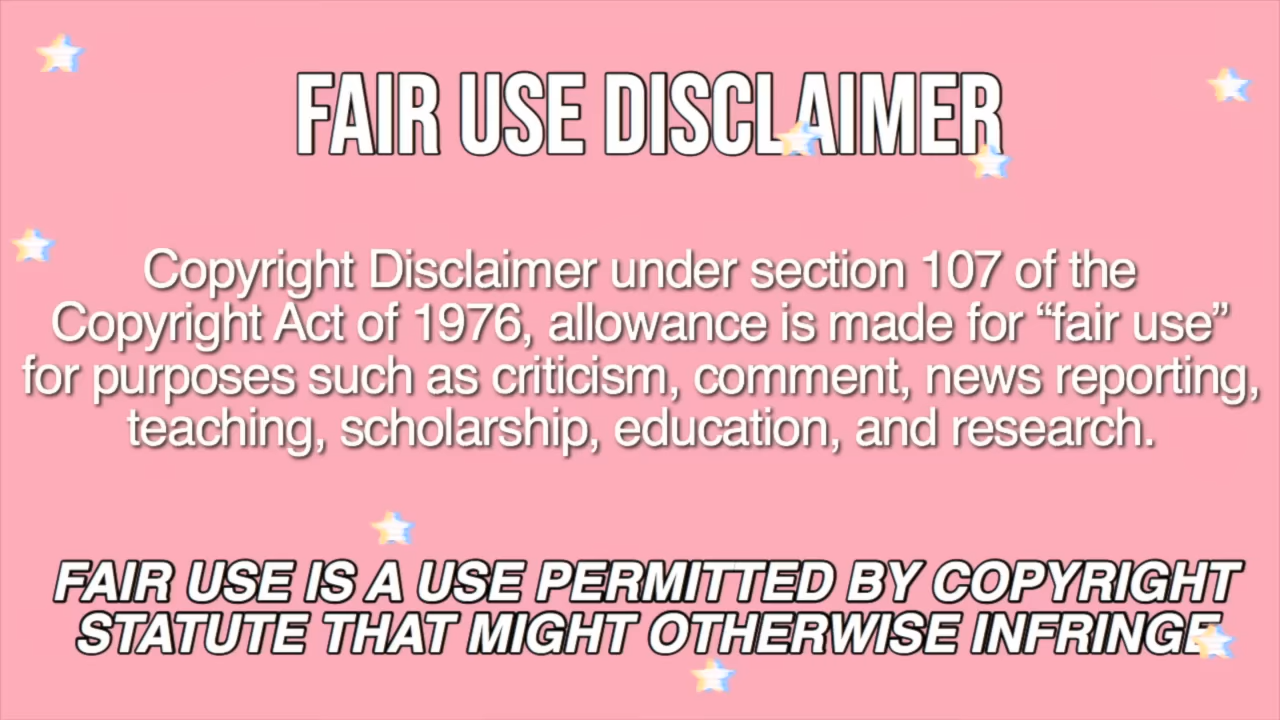 FAIR USE DISCLAIMER
Copyright Disclaimer under section 107 of the
Copyright Act of 1976, allowance is made for “fair use”
for purposes such as criticism, comment, news reporting,
teaching, scholarship, education, and research.
FAIR USE IS A USE PERMITTED BY COPYRIGHT
STATUTE THAT MIGHT OTHERWISE INFRINGE